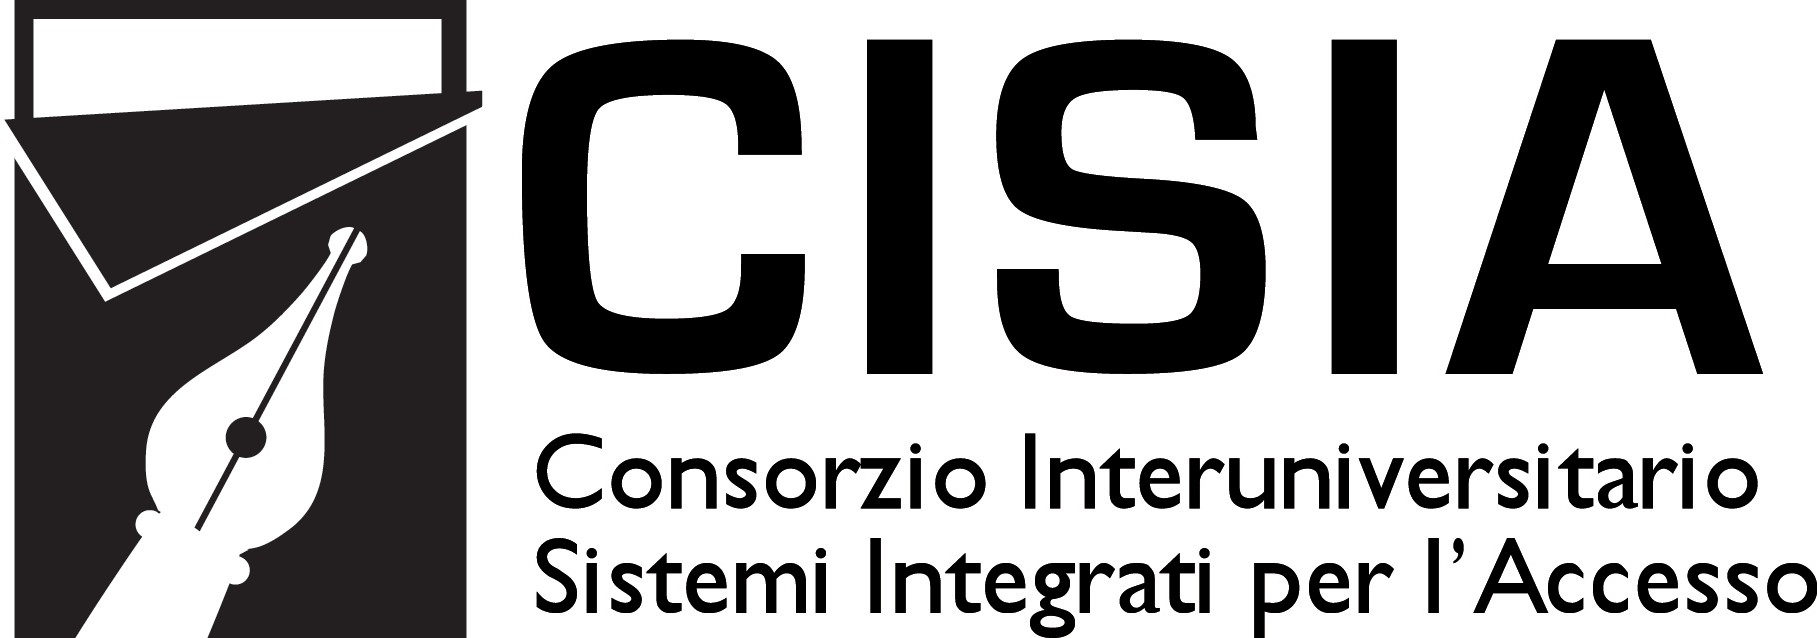 CISIA
Consorzio Interuniversitario
Sistemi Integrati per l’Accesso